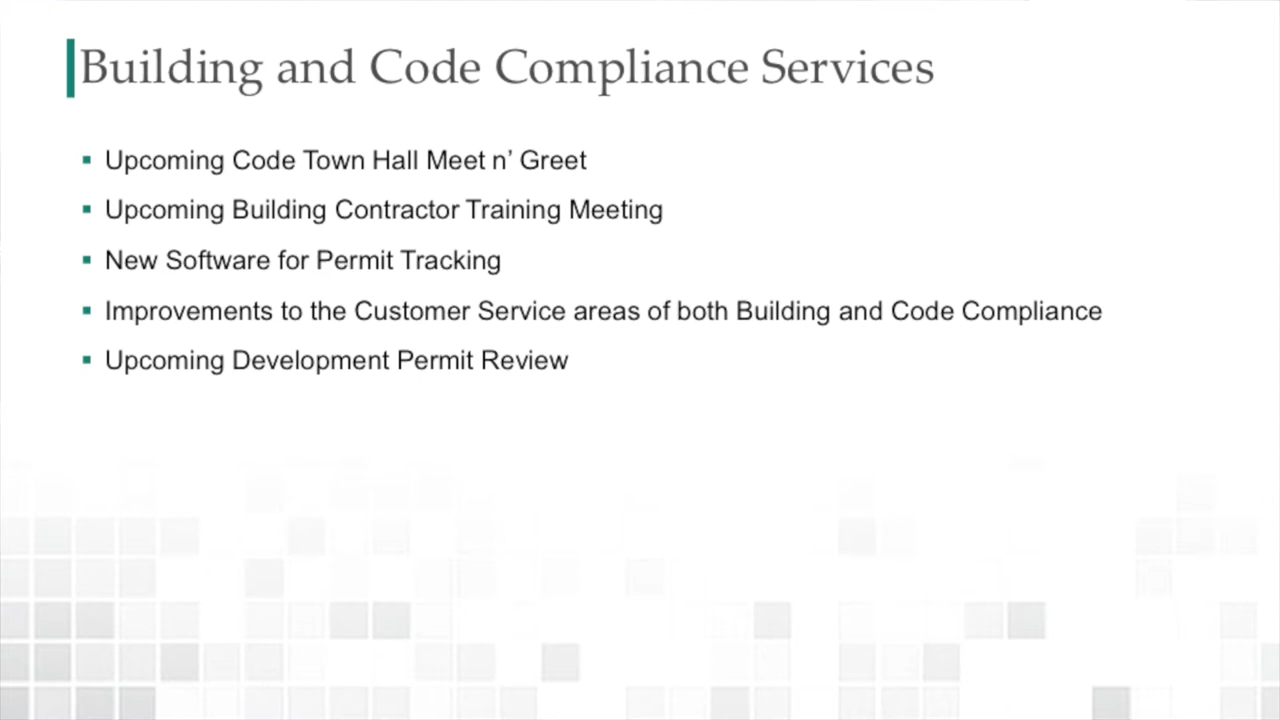 Building and Code Compliance Services
Upcoming Code Town Hall Meet n’ Greet
Upcoming Building Contractor Training Meeting
New Software for Permit Tracking
Improvements to the Customer Service areas of both Building and Code Compliance
Upcoming Development Permit Review